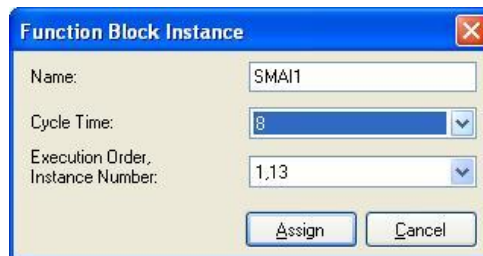 Function Block Instance
Name:
SMAI1
Cycle Time:
8
Execution Order,
Instance Number:
1,13
Assign
Cancel